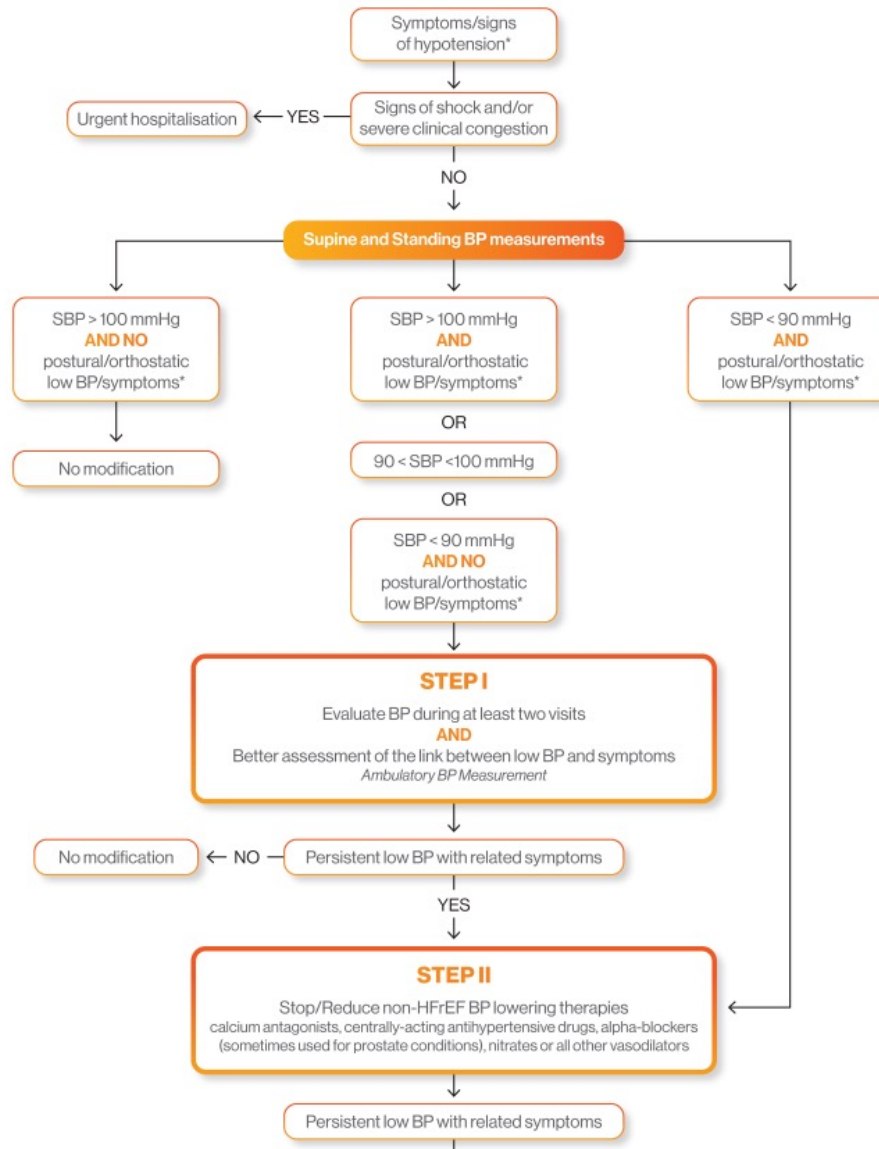 Symptoms/signs
of hypotension*
Urgent hospitalisation
YES
Signs of shock and/or
severe clinical congestion
NO
Supine and Standing BP measurements
SBP > 100 mmHg
AND NO
postural/orthostatic
low BP/symptoms*
No modification
SBP > 100 mmHg
AND
postural/orthostatic
low BP/symptoms*
OR
90 < SBP <100 mmHg
OR
SBP < 90 mmHg
AND NO
postural/orthostatic
low BP/symptoms*
SBP < 90 mmHg
AND
postural/orthostatic
low BP/symptoms*
STEP I
Evaluate BP during at least two visits
AND
Better assessment of the link between low BP and symptoms
Ambulatory BP Measurement
No modification
NO
Persistent low BP with related symptoms
YES
STEP II
Stop/Reduce non-HFrEF BP lowering therapies
calcium antagonists, centrally-acting antihypertensive drugs, alpha-blockers
(sometimes used for prostate conditions), nitrates or all other vasodilators
Persistent low BP with related symptoms